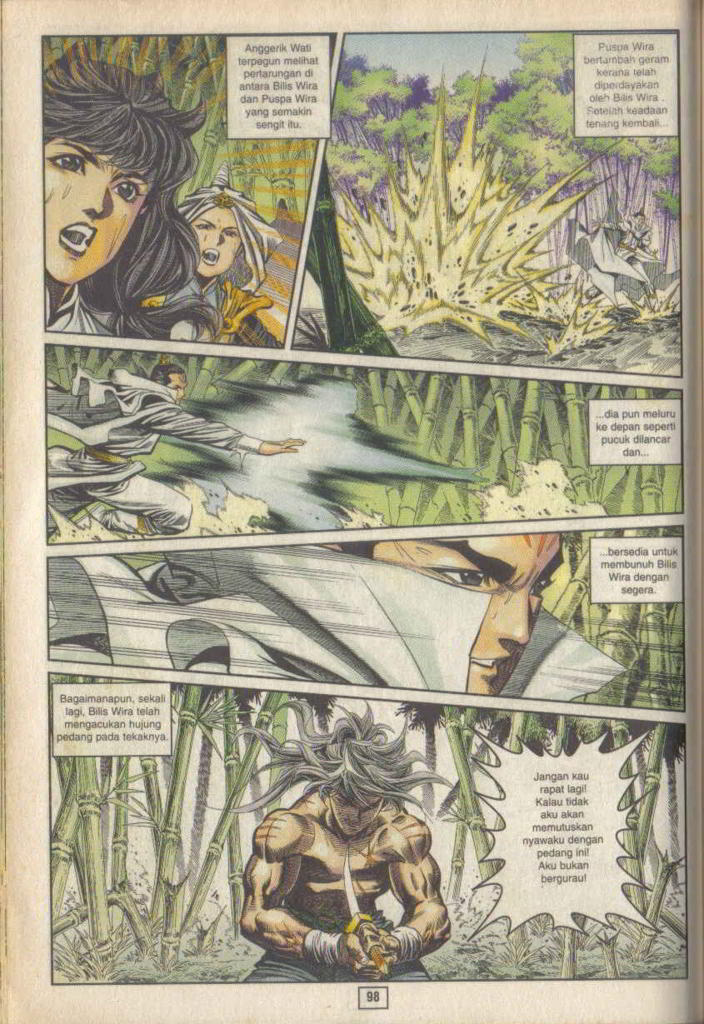 Anggerik Wati
terpegun melihat
pertarungan di
antara Bilis Wira
dan Puspa Wira
yang semakin
sengit itu.
Puspa Wira
bertambah geram
kerana telah
diperdayakan
oleh Bilis Wira .
Setelah keadaan
tenang kembali...
...dia pun meluru
ke depan seperti
pucuk dilancar
dan...
...bersedia untuk
membunuh Bilis
Wira dengan
segera.
Bagaimanapun, sekali
lagi, Bilis Wira telah
mengacukan hujung
pedang pada tekaknya.
Jangan kau
rapat lagi!
Kalau tidak
aku akan
memutuskan
nyawaku dengan
pedang ini!
Aku bukan
bergurau!
98